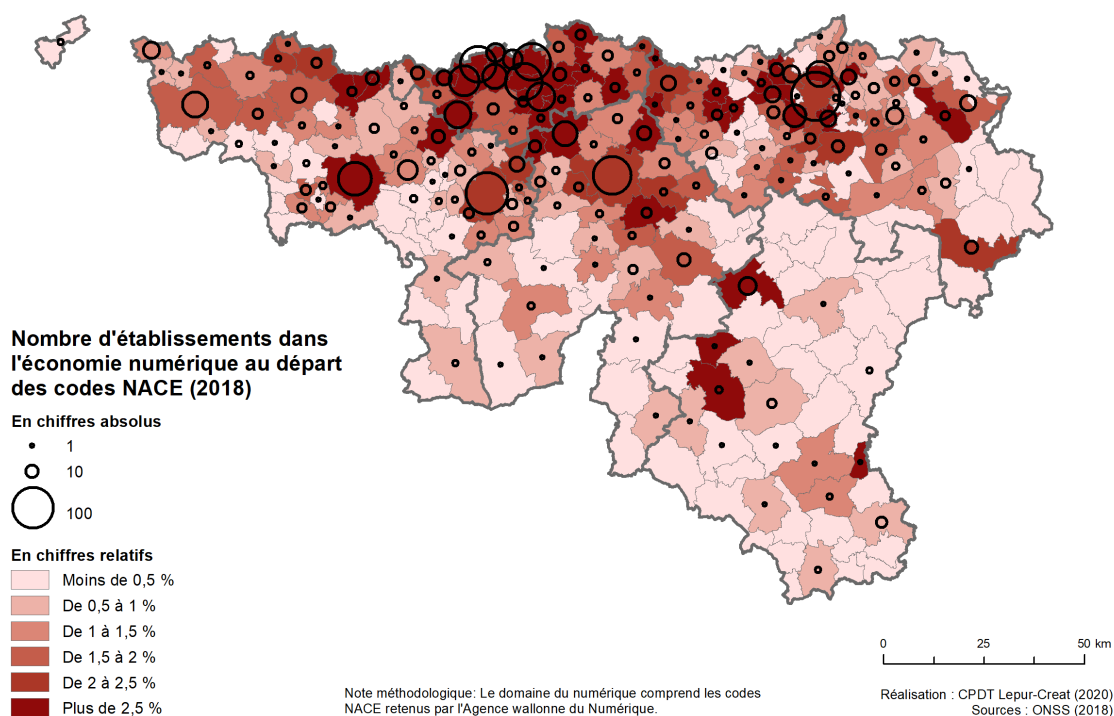 Nombre d'établissements dans
l'économie numérique au départ
des codes NACE (2018)
En chiffres absolus
1
10
100
En chiffres relatifs
Moins de 0,5 %
De 0,5 à 1 %
De 1 à 1,5 %
De 1,5 à 2 %
De 2 à 2,5 %
Plus de 2,5 %
Note méthodologique: Le domaine du numérique comprend les codes
NACE retenus par l'Agence wallonne du Numérique.
0 25 50 km
Réalisation : CPDT Lepur-Creat (2020)
Sources : ONSS (2018)